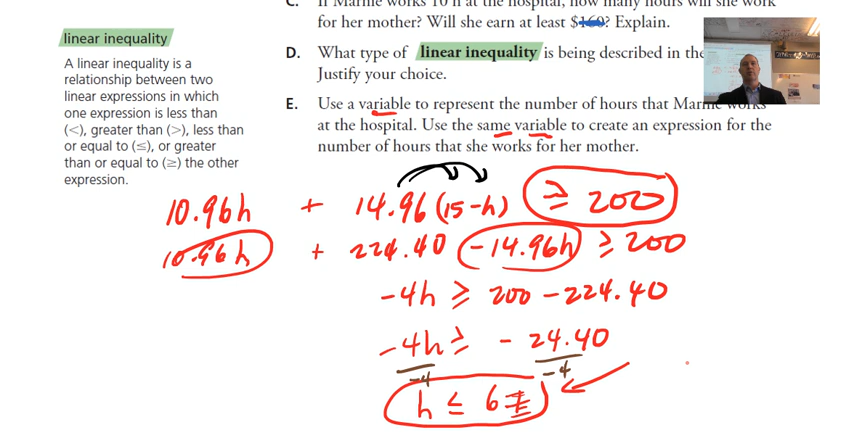 C. If Marnie works 10 h at the hospital, how many hours will she work
for her mother? Will she earn at least $160? Explain.
linear inequality
A linear inequality is a
relationship between two
linear expressions in which
one expression is less than
(<), greater than (>), less than
or equal to (≤), or greater
than or equal to (≥) the other
expression.
D. What type of linear inequality is being described in the
Justify your choice.
E. Use a variable to represent the number of hours that Marnie works
at the hospital. Use the same variable to create an expression for the
number of hours that she works for her mother.
10.96h + 14.96(15-h) ≥ 200
10.96h + 224.40 -14.96h ≥ 200
-4h ≥ 200 - 224.40
-4h ≥ -24.40
-4 -4
h ≤ 6